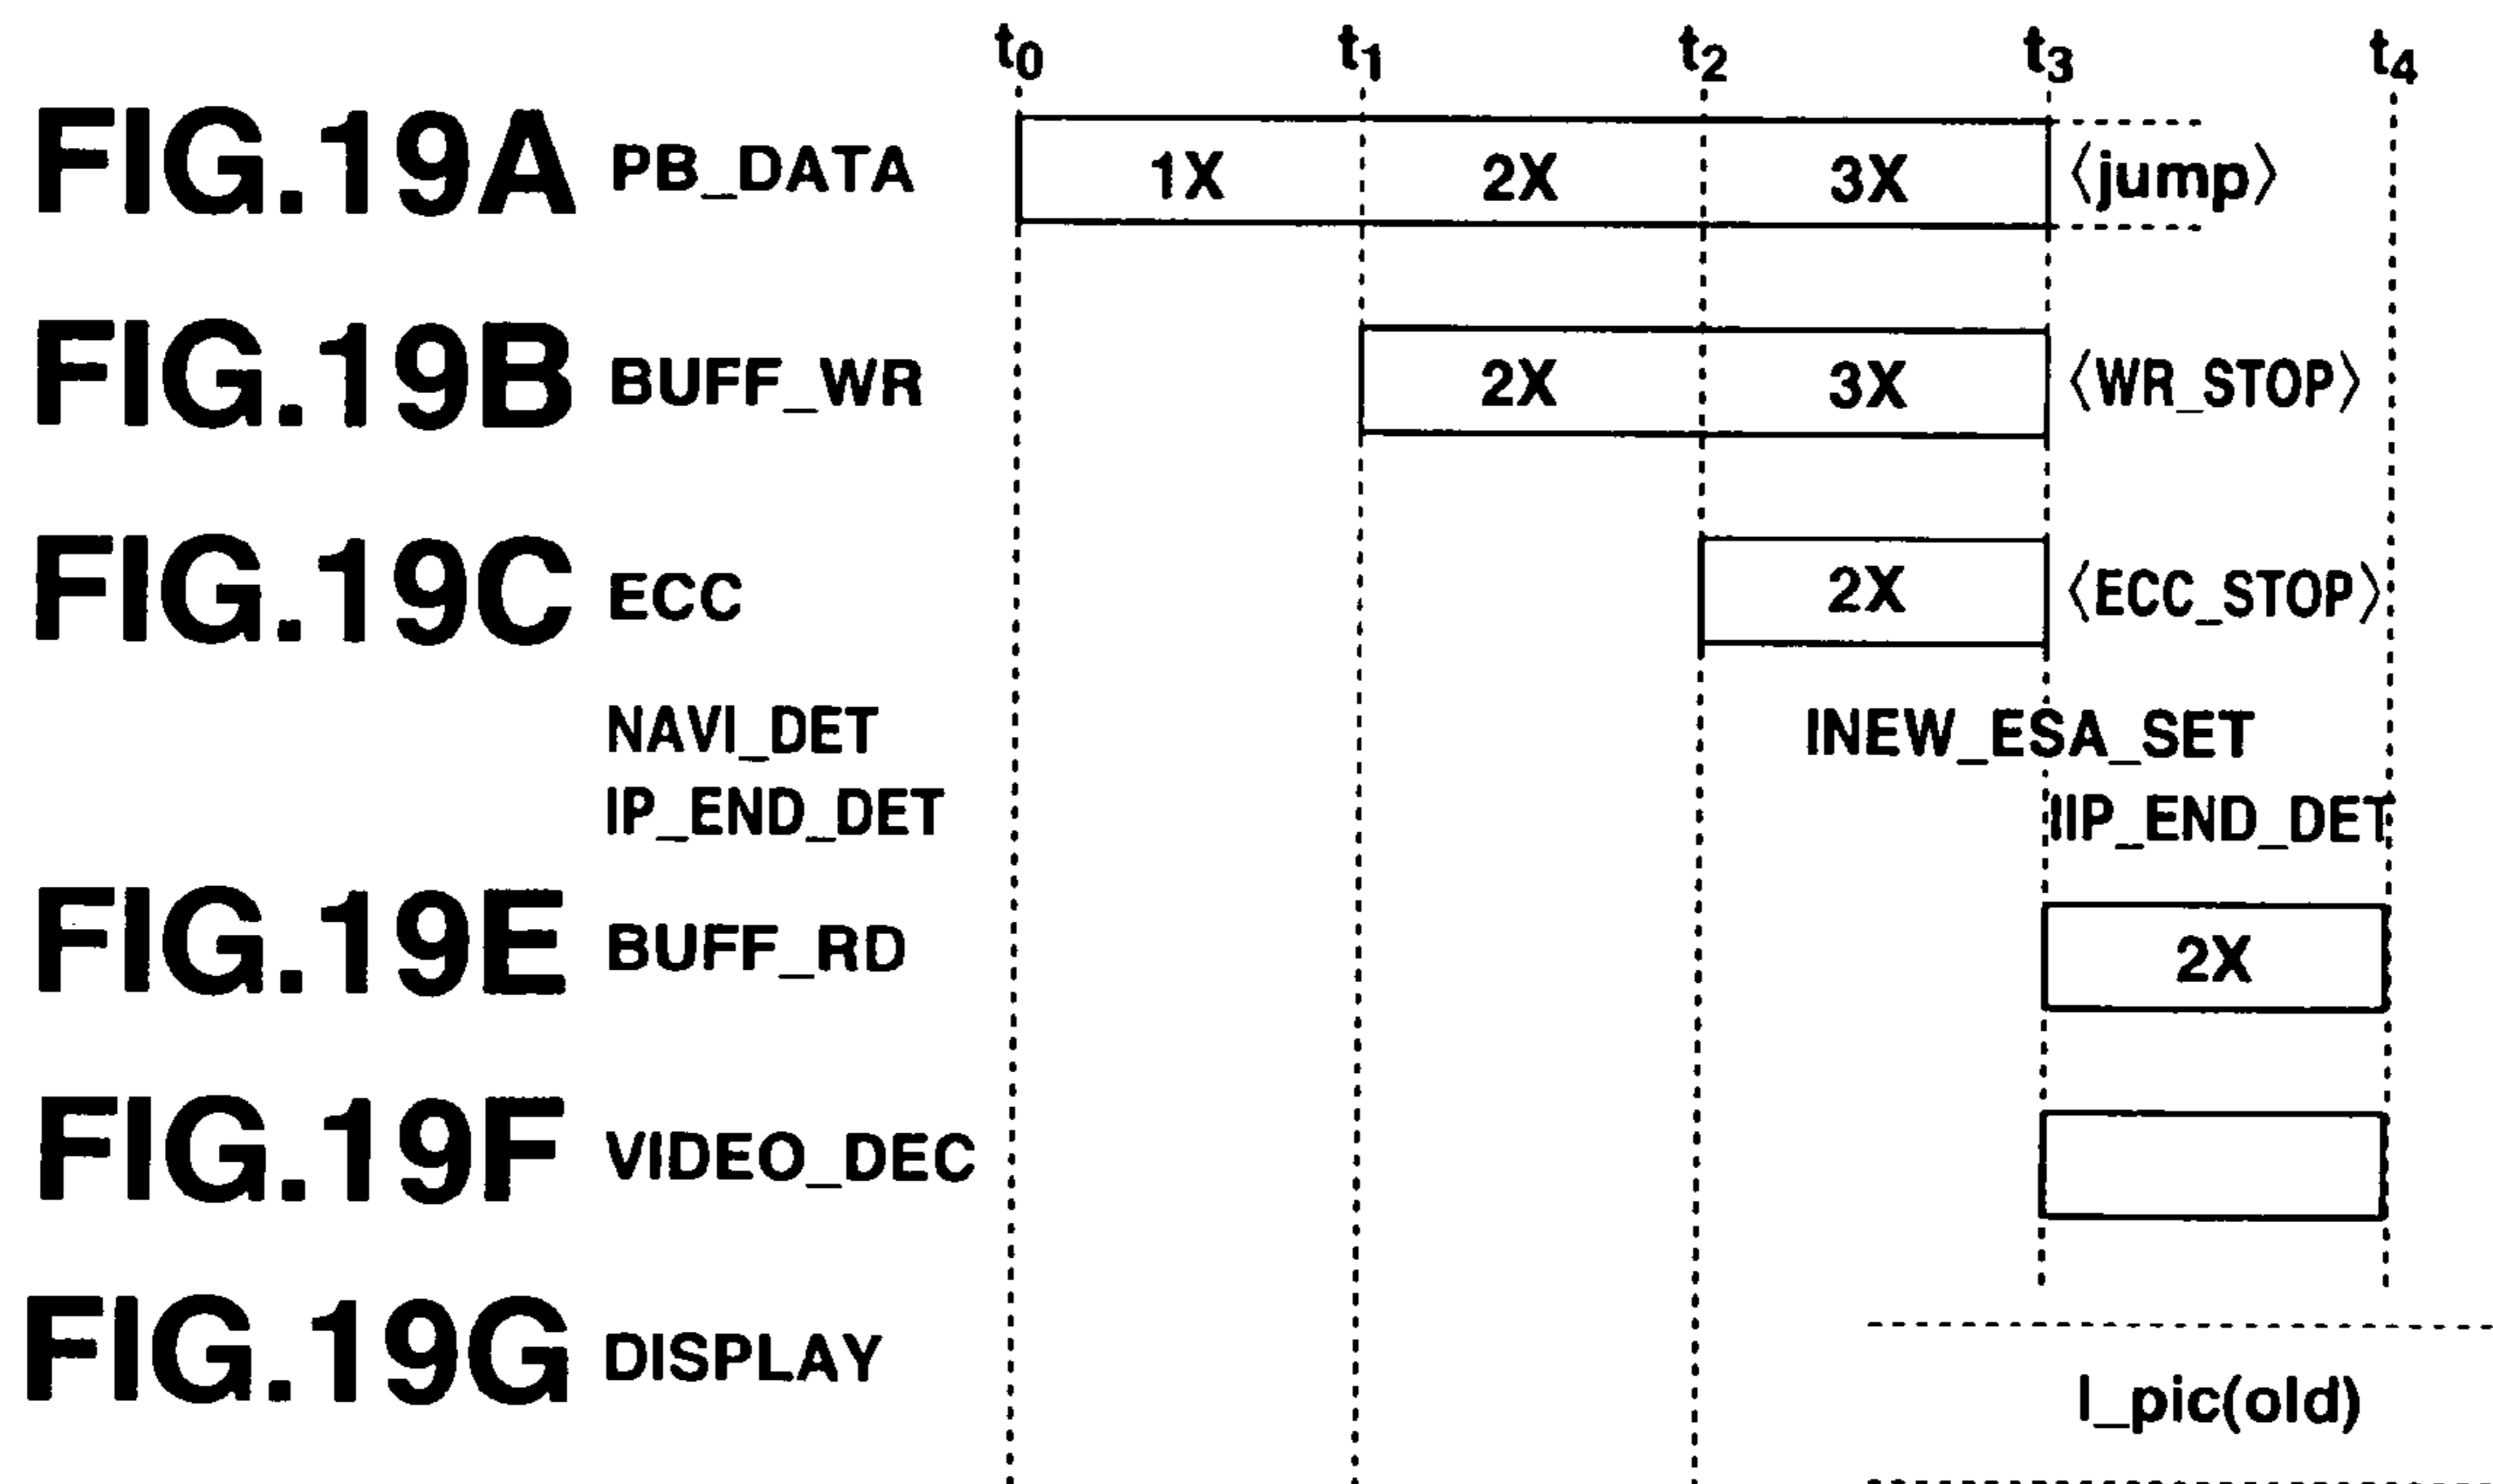 t0 t1 t2 t3 t4
FIG.19A PB_DATA 1X 2X 3X 〈jump〉
FIG.19B BUFF_WR 2X 3X 〈WR_STOP〉
FIG.19C ECC 2X 〈ECC_STOP〉
NAVI_DET INEW_ESA_SET
IP_END_DET IIP_END_DET
FIG.19E BUFF_RD 2X
FIG.19F VIDEO_DEC
FIG.19G DISPLAY I_pic(old)